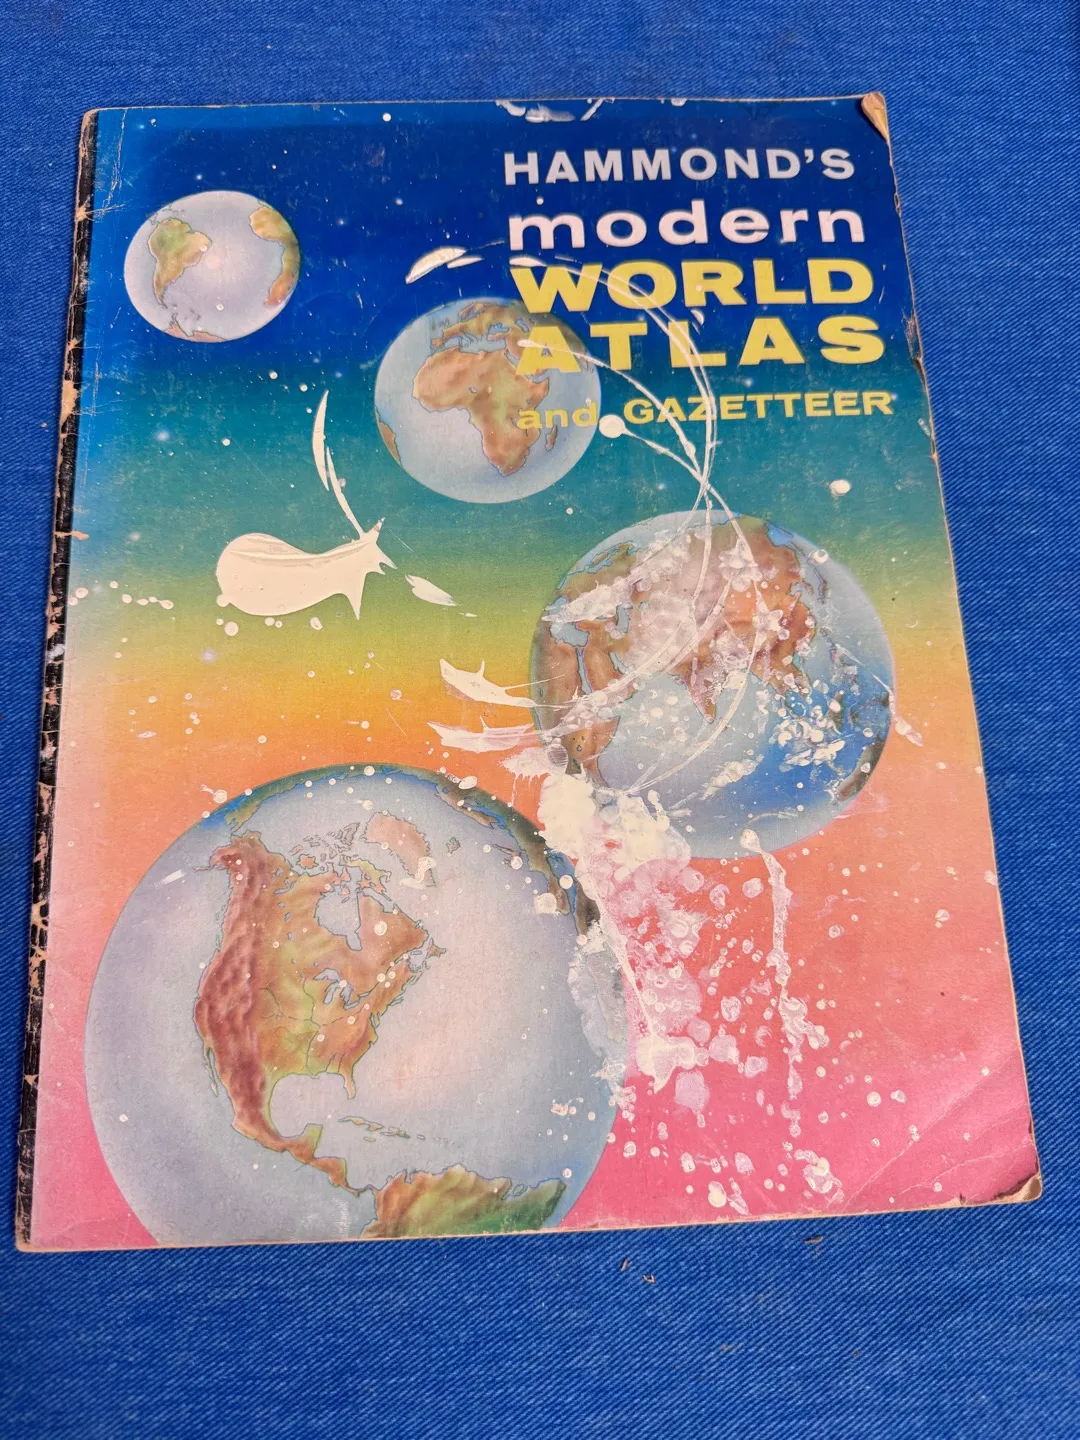 HAMMOND'S
modern
WORLD
ATLAS
and GAZETTEER